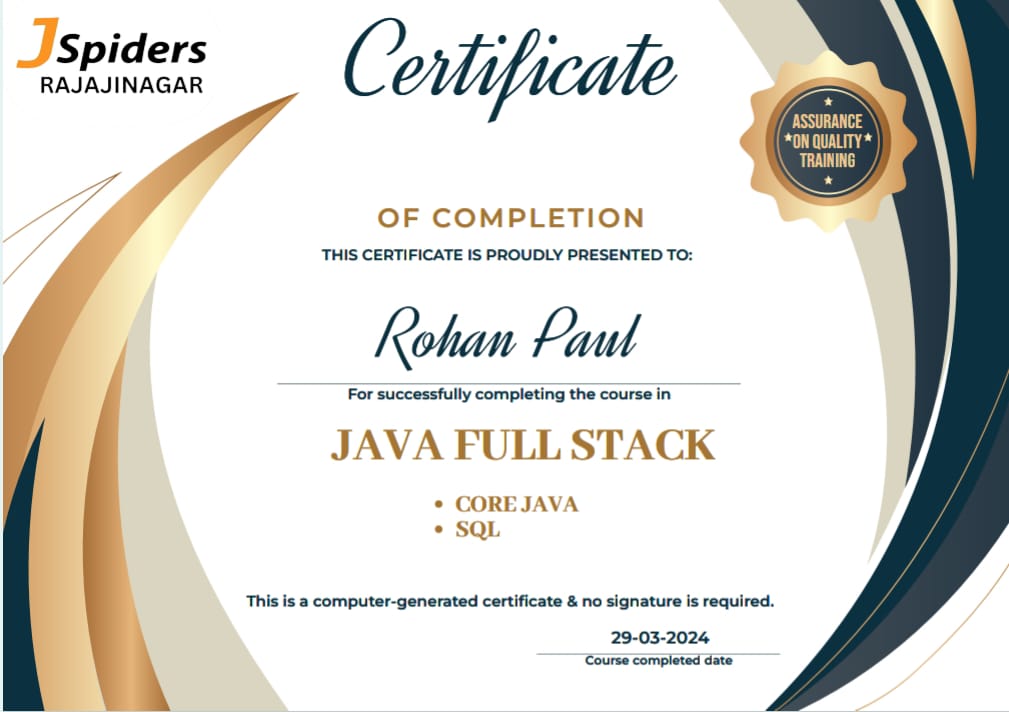 JSpiders
RAJAJINAGAR
Certificate
ASSURANCE
ON QUALITY
TRAINING
OF COMPLETION
THIS CERTIFICATE IS PROUDLY PRESENTED TO:
Rohan Paul
For successfully completing the course in
JAVA FULL STACK
• CORE JAVA
• SQL
This is a computer-generated certificate & no signature is required.
29-03-2024
Course completed date